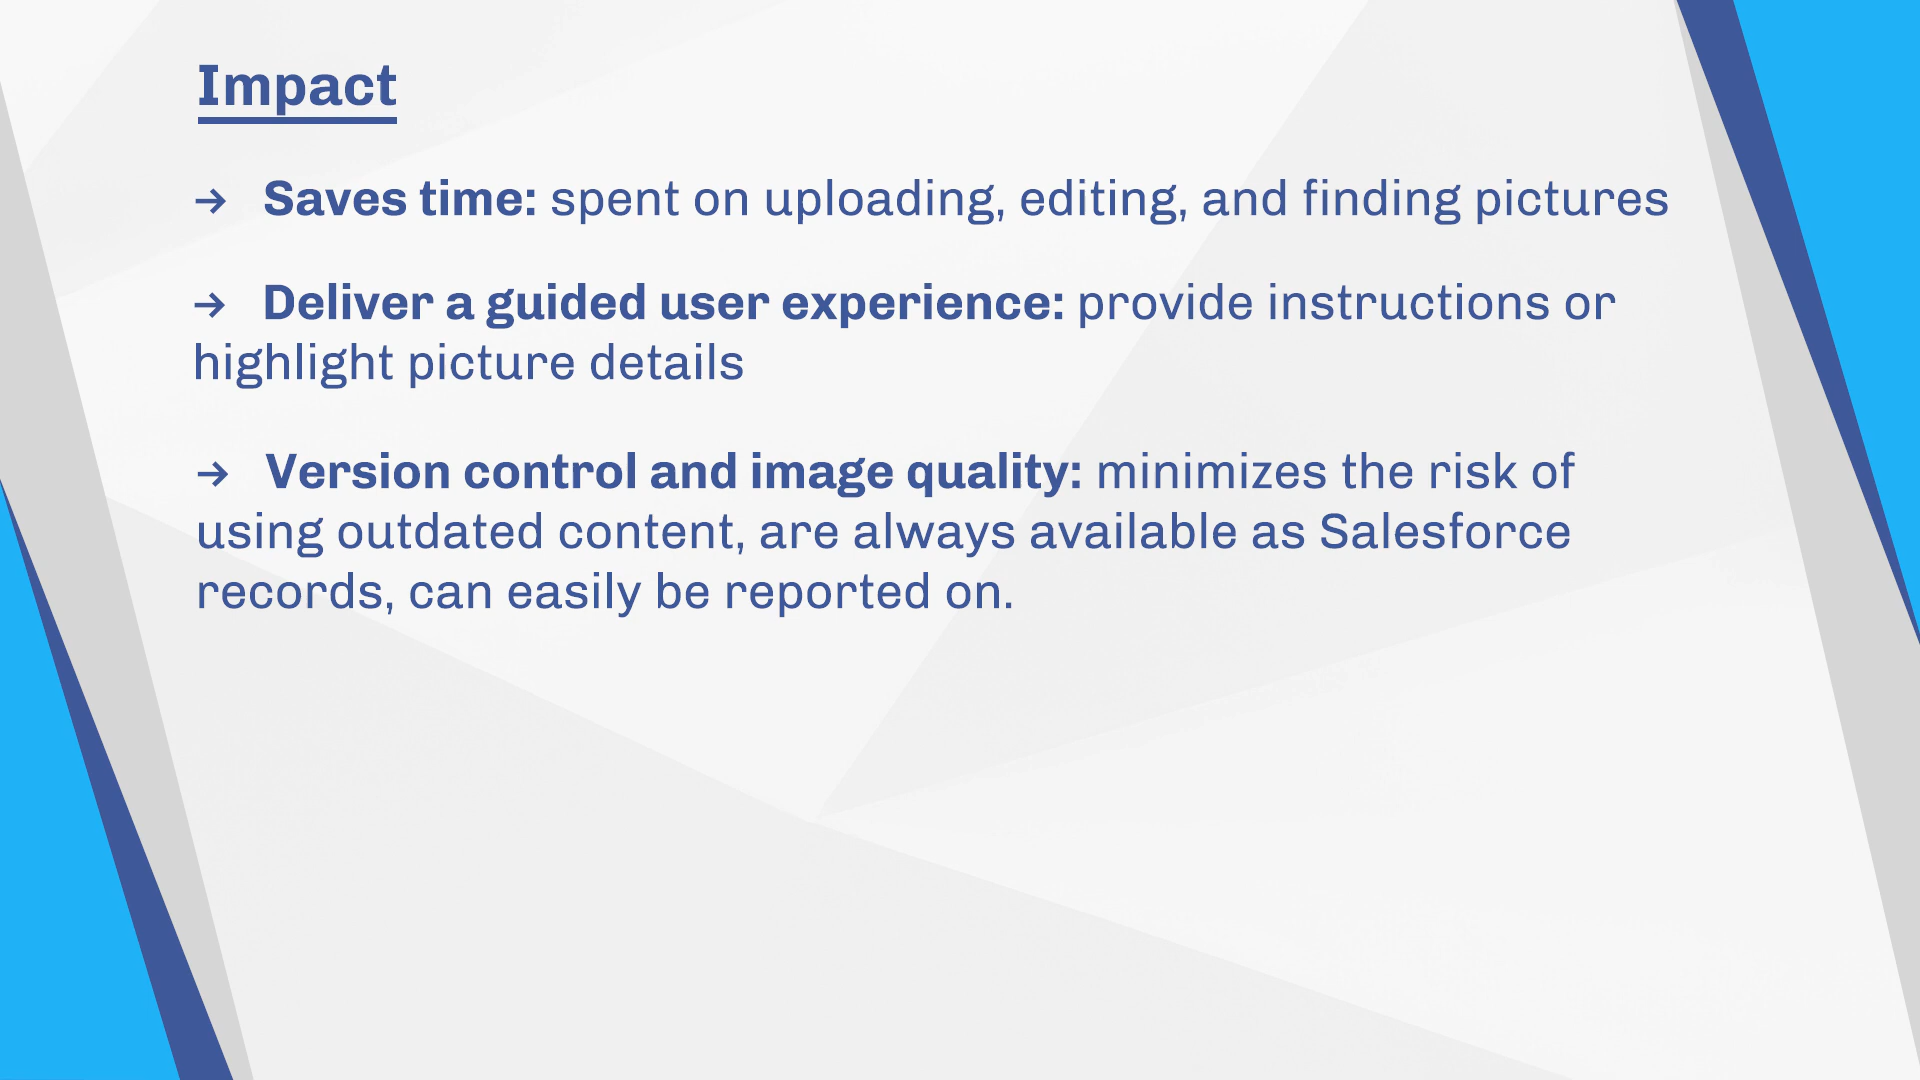 Impact
→ Saves time: spent on uploading, editing, and finding pictures
→ Deliver a guided user experience: provide instructions or
highlight picture details
→ Version control and image quality: minimizes the risk of
using outdated content, are always available as Salesforce
records, can easily be reported on.